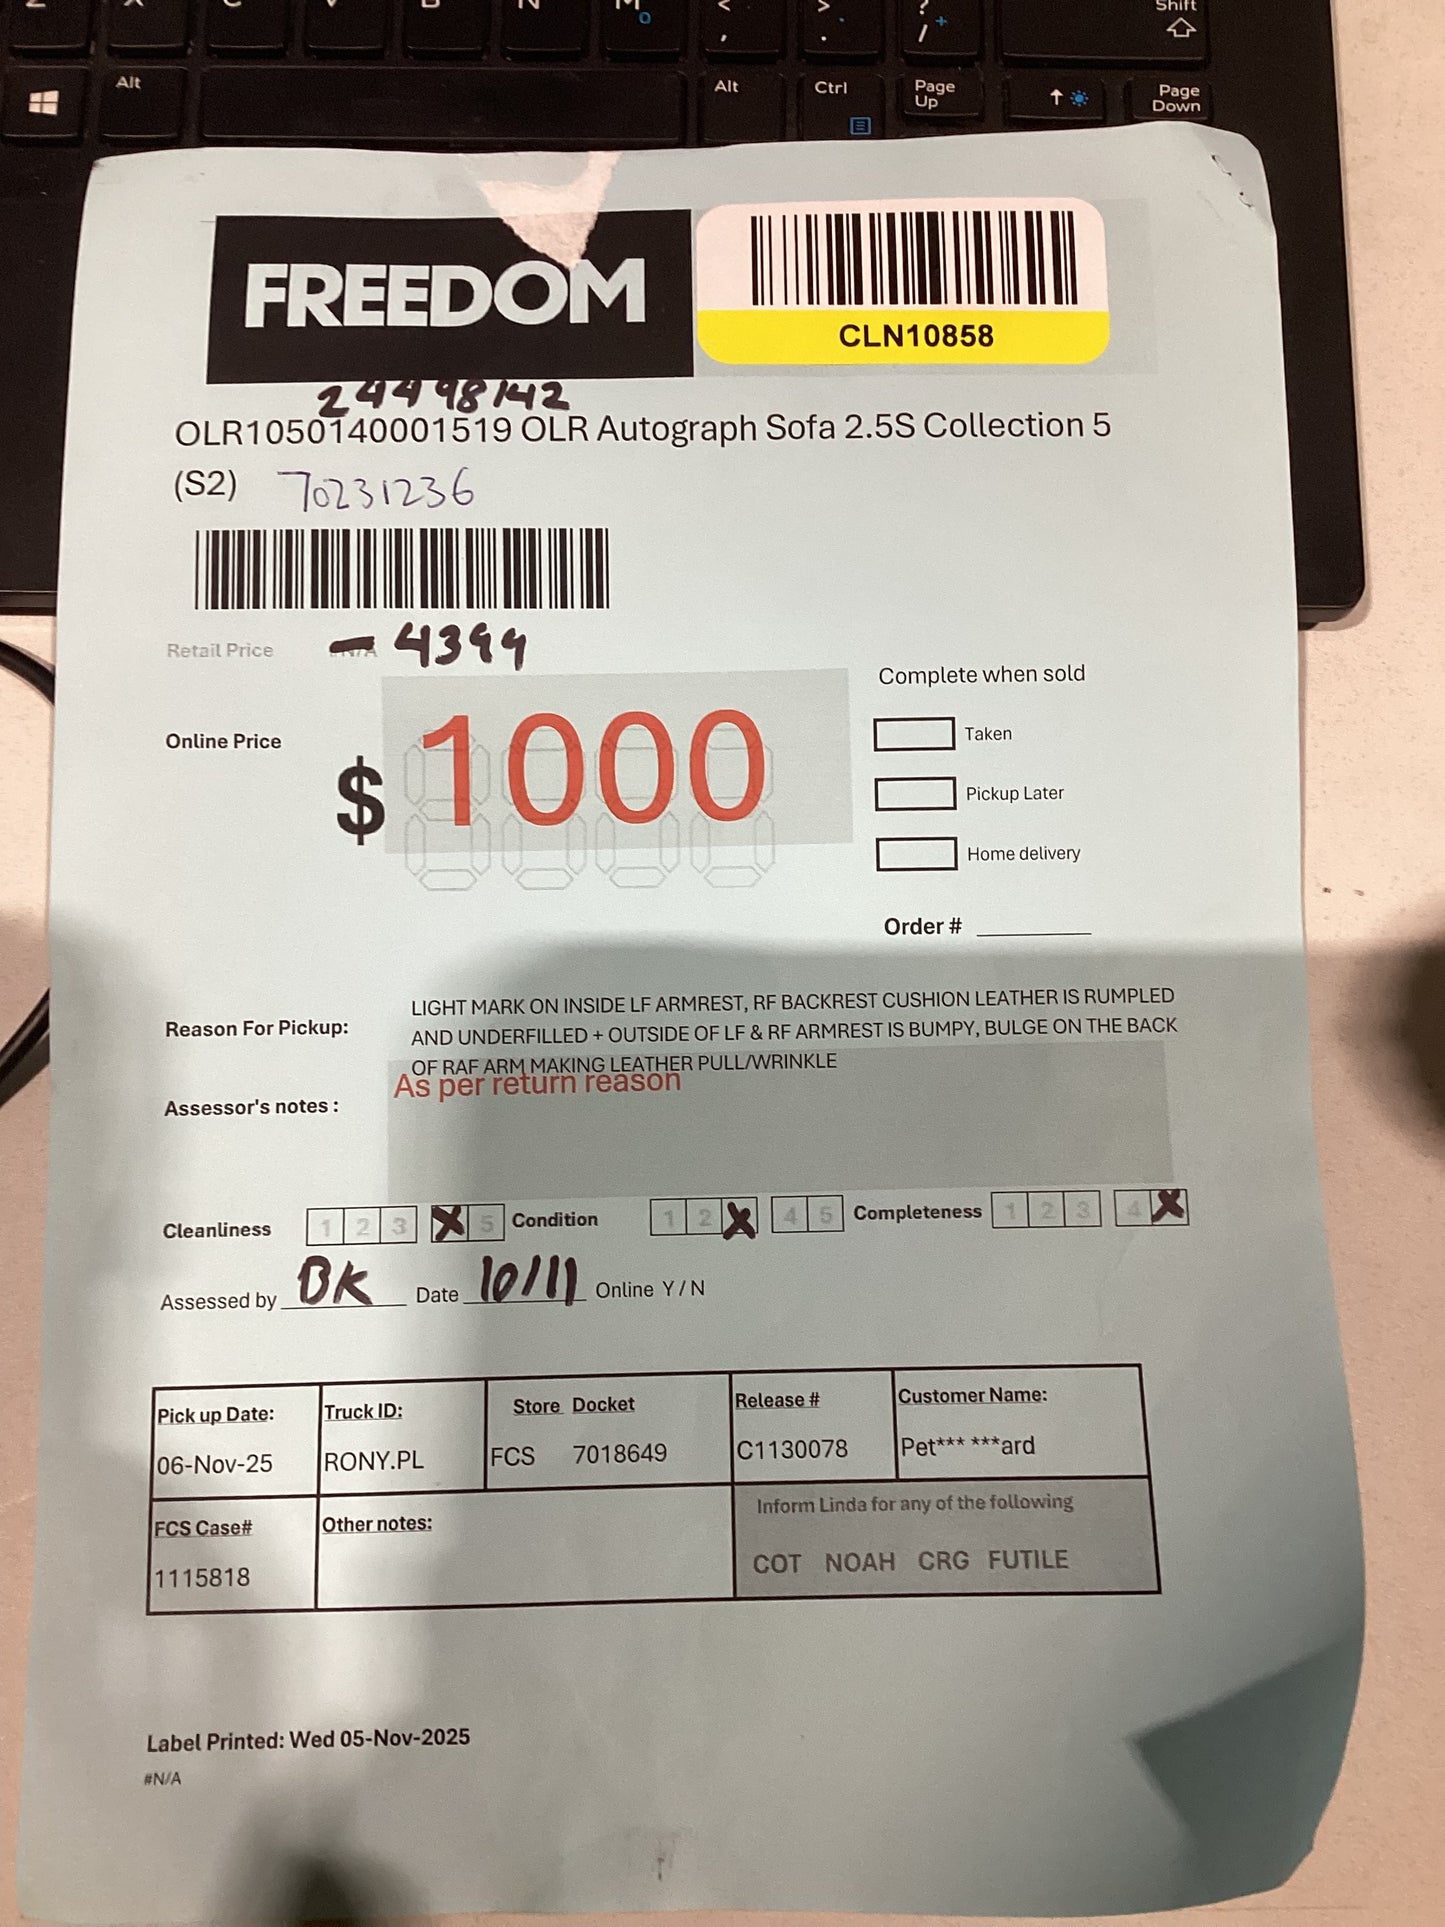 Shift
Alt
Alt
Ctrl
Page Up
Page Down
FREEDOM
CLN10858
24498142
OLR1050140001519 OLR Autograph Sofa 2.5S Collection 5
(S2) 70231236
Retail Price - 4399
Complete when sold
Online Price
$ 1000
Taken
Pickup Later
Home delivery
Order #
Reason For Pickup:
LIGHT MARK ON INSIDE LF ARMREST, RF BACKREST CUSHION LEATHER IS RUMPLED
AND UNDERFILLED + OUTSIDE OF LF & RF ARMREST IS BUMPY, BULGE ON THE BACK
OF RAF ARM MAKING LEATHER PULL/WRINKLE
As per return reason
Assessor's notes :
Cleanliness 1 2 3 X 5 Condition 1 2 X 4 5 Completeness 1 2 3 4 X
Assessed by BK Date 10/11 Online Y / N
Pick up Date: Truck ID: Store Docket Release # Customer Name:
06-Nov-25 RONY.PL FCS 7018649 C1130078 Pet*** ***ard
FCS Case# Other notes: Inform Linda for any of the following
1115818 COT NOAH CRG FUTILE
Label Printed: Wed 05-Nov-2025
#N/A